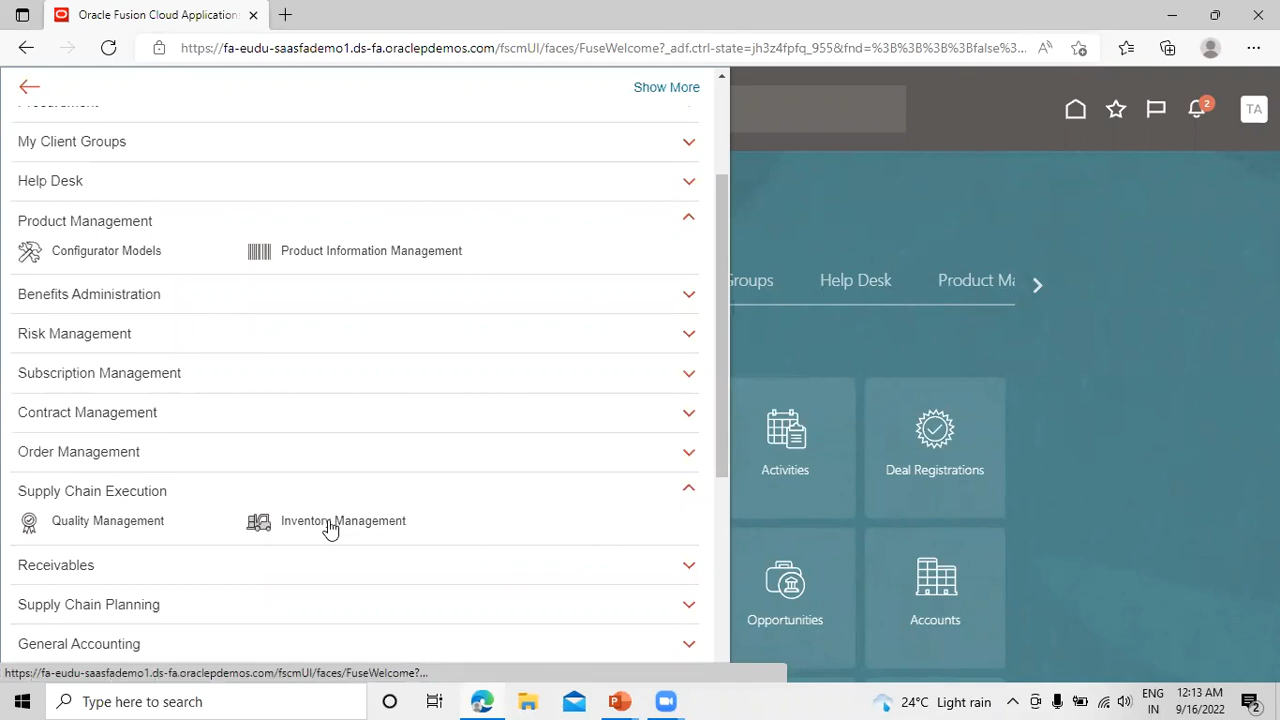 Oracle Fusion Cloud Application
https://fa-eudu-saasfademo1.ds-fa.oraclepdemos.com/fscmUI/faces/FuseWelcome?_adf.ctrl-state=jh3z4fpfq_955&fnd=%3B%3B%3B%3Bfalse%3B...
Show More
2
TA
Procurement
My Client Groups
Help Desk
Product Management
Configurator Models
Product Information Management
Benefits Administration
Risk Management
Subscription Management
Contract Management
Order Management
Supply Chain Execution
Quality Management
Inventory Management
Receivables
Supply Chain Planning
General Accounting
Groups
Help Desk
Product Ma
Activities
Deal Registrations
Opportunities
Accounts
https://fa-eudu-saasfademo1.ds-fa.oraclepdemos.com/fscmUI/faces/FuseWelcome?...
Type here to search
24°C Light rain
ENG
IN
12:13 AM
9/16/2022
2